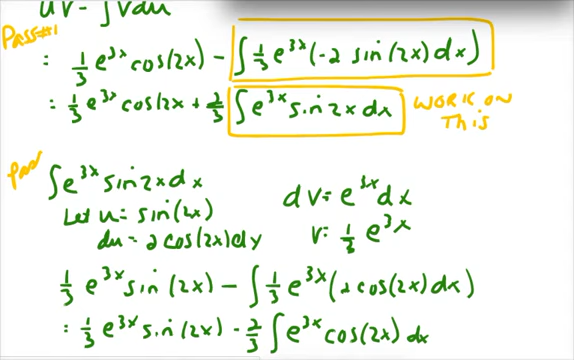 uv - ∫v du
Pass #1
= 1/3 e^3x cos(2x) - ∫ 1/3 e^3x (-2 sin(2x) dx)
= 1/3 e^3x cos(2x + 2/3 ∫ e^3x sin 2x dx
WORK ON
This
pass
∫ e^3x sin 2x dx
Let u = sin(2x)
dv = e^3x dx
du = 2 cos(2x) dy
v = 1/3 e^3x
1/3 e^3x sin(2x) - ∫ 1/3 e^3x (2 cos(2x) dx)
= 1/3 e^3x sin(2x) - 2/3 ∫ e^3x cos(2x) dx